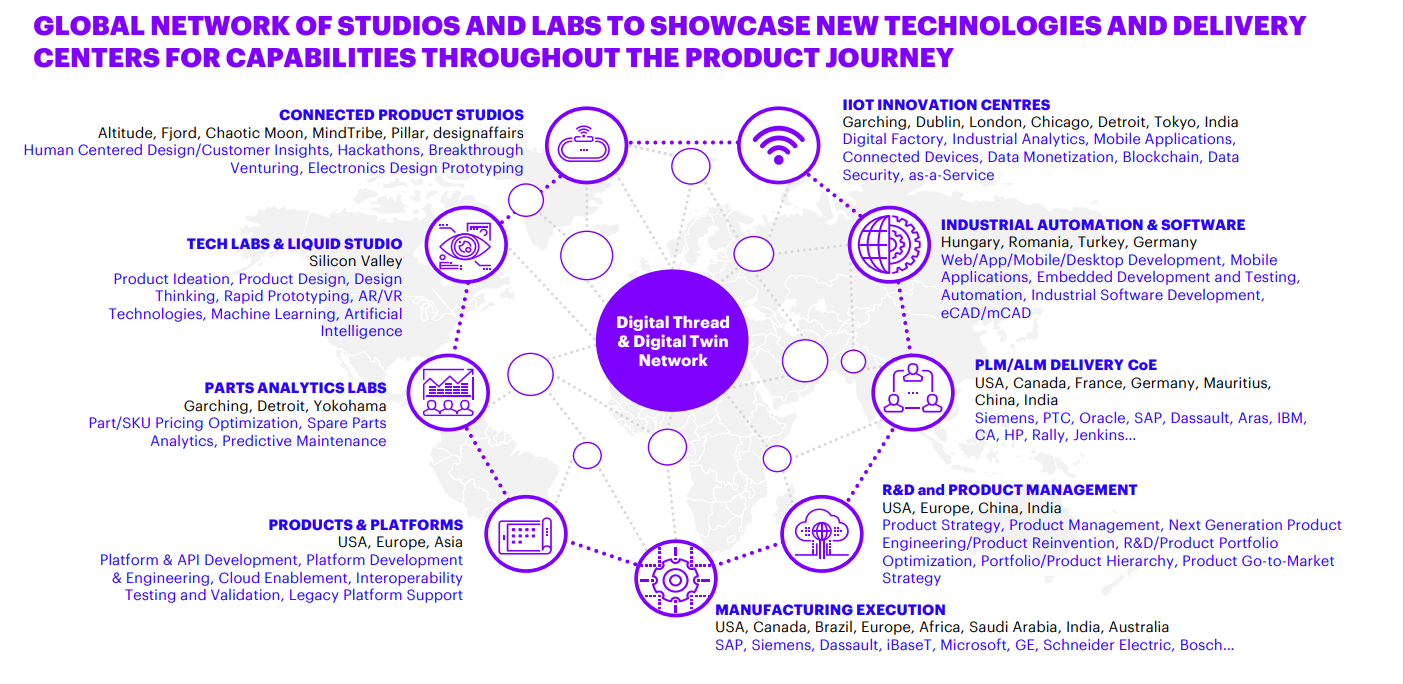 GLOBAL NETWORK OF STUDIOS AND LABS TO SHOWCASE NEW TECHNOLOGIES AND DELIVERY
CENTERS FOR CAPABILITIES THROUGHOUT THE PRODUCT JOURNEY
CONNECTED PRODUCT STUDIOS
Altitude, Fjord, Chaotic Moon, MindTribe, Pillar, designaffairs
Human Centered Design/Customer Insights, Hackathons, Breakthrough
Venturing, Electronics Design Prototyping
IIOT INNOVATION CENTRES
Garching, Dublin, London, Chicago, Detroit, Tokyo, India
Digital Factory, Industrial Analytics, Mobile Applications,
Connected Devices, Data Monetization, Blockchain, Data
Security, as-a-Service
TECH LABS & LIQUID STUDIO
Silicon Valley
Product Ideation, Product Design, Design
Thinking, Rapid Prototyping, AR/VR
Technologies, Machine Learning, Artificial
Intelligence
INDUSTRIAL AUTOMATION & SOFTWARE
Hungary, Romania, Turkey, Germany
Web/App/Mobile/Desktop Development, Mobile
Applications, Embedded Development and Testing,
Automation, Industrial Software Development,
eCAD/mCAD
Digital Thread
& Digital Twin
Network
PARTS ANALYTICS LABS
Garching, Detroit, Yokohama
Part/SKU Pricing Optimization, Spare Parts
Analytics, Predictive Maintenance
PLM/ALM DELIVERY CoE
USA, Canada, France, Germany, Mauritius,
China, India
Siemens, PTC, Oracle, SAP, Dassault, Aras, IBM,
CA, HP, Rally, Jenkins...
PRODUCTS & PLATFORMS
USA, Europe, Asia
Platform & API Development, Platform Development
& Engineering, Cloud Enablement, Interoperability
Testing and Validation, Legacy Platform Support
R&D and PRODUCT MANAGEMENT
USA, Europe, China, India
Product Strategy, Product Management, Next Generation Product
Engineering/Product Reinvention, R&D/Product Portfolio
Optimization, Portfolio/Product Hierarchy, Product Go-to-Market
Strategy
MANUFACTURING EXECUTION
USA, Canada, Brazil, Europe, Africa, Saudi Arabia, India, Australia
SAP, Siemens, Dassault, iBaseT, Microsoft, GE, Schneider Electric, Bosch...